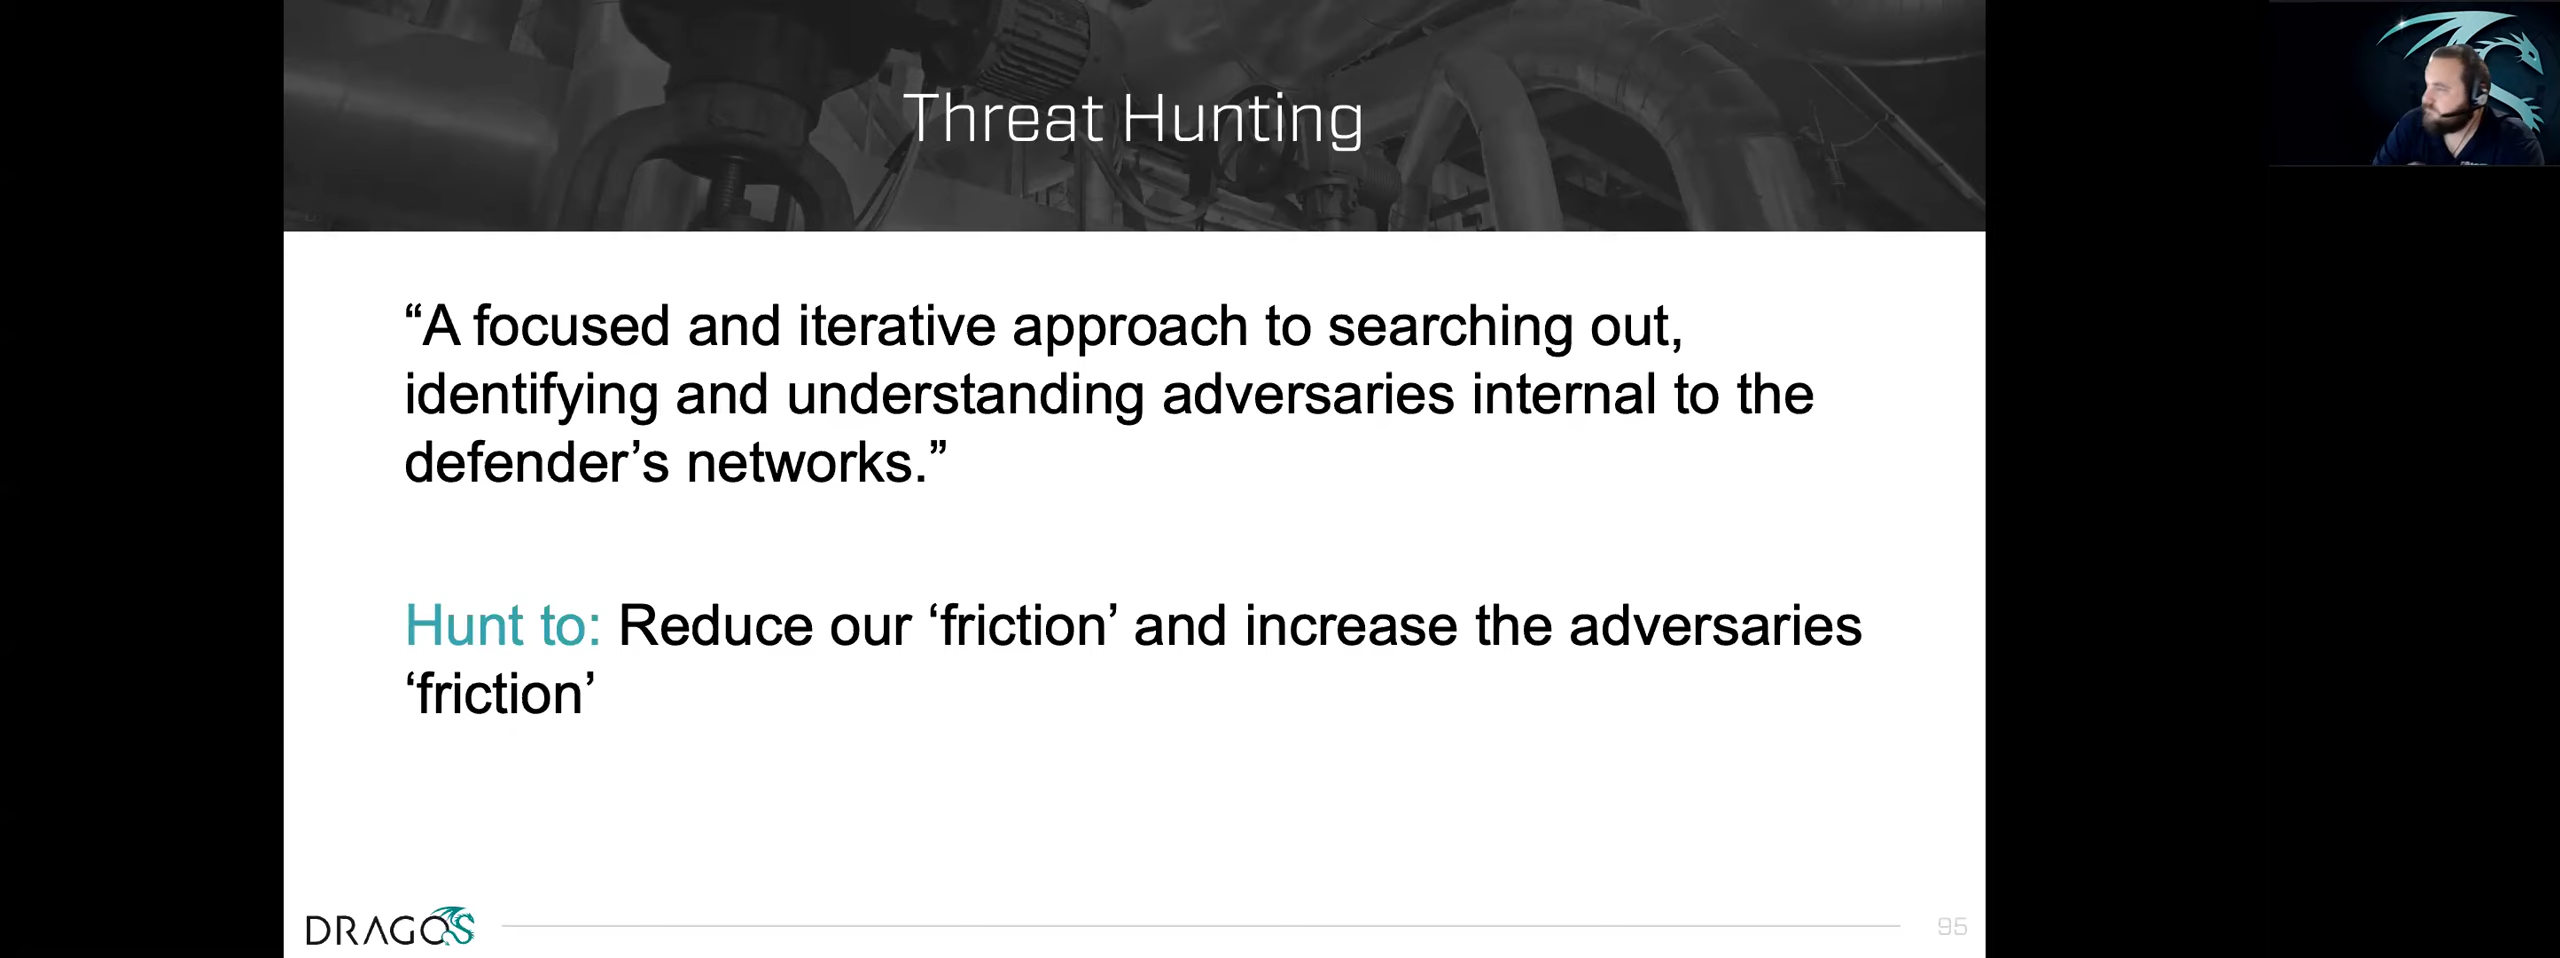 Threat Hunting
“A focused and iterative approach to searching out,
identifying and understanding adversaries internal to the
defender’s networks.”
Hunt to: Reduce our ‘friction’ and increase the adversaries
‘friction’
DRAGOS
95